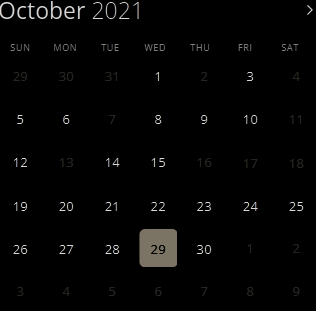 October 2021 >
SUN MON TUE WED THU FRI SAT
29 30 31 1 2 3 4
5 6 7 8 9 10 11
12 13 14 15 16 17 18
19 20 21 22 23 24 25
26 27 28 29 30 1 2
3 4 5 6 7 8 9